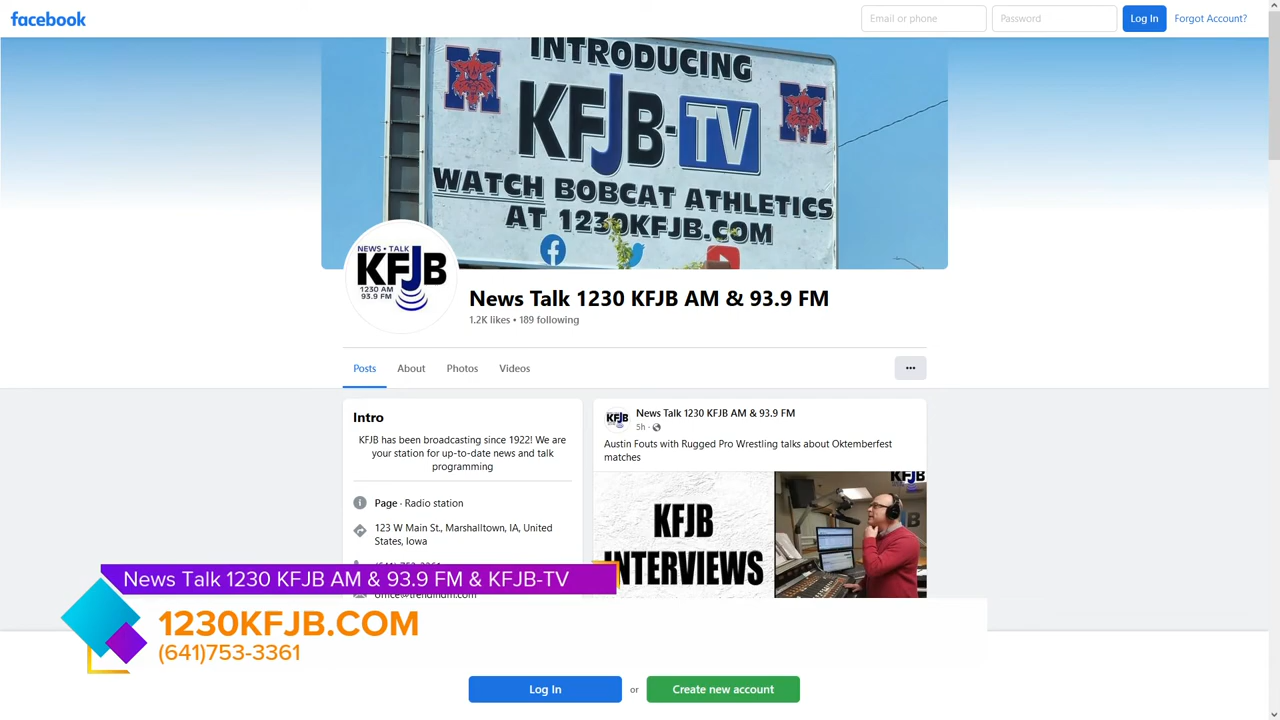 facebook
Email or phone
Password
Log In
Forgot Account?
INTRODUCING
M
M
KFJB-TV
WATCH BOBCAT ATHLETICS
AT 1230KFJB.COM
NEWS • TALK
KFJB
1230 AM
93.9 FM
News Talk 1230 KFJB AM & 93.9 FM
1.2K likes • 189 following
Posts
About
Photos
Videos
Intro
KFJB has been broadcasting since 1922! We are
your station for up-to-date news and talk
programming
Page · Radio station
123 W Main St., Marshalltown, IA, United
States, Iowa
KFJB
News Talk 1230 KFJB AM & 93.9 FM
5h ·
Austin Fouts with Rugged Pro Wrestling talks about Oktemberfest
matches
KFJB
INTERVIEWS
KFJB
News Talk 1230 KFJB AM & 93.9 FM & KFJB-TV
1230KFJB.COM
(641)753-3361
Log In
or
Create new account